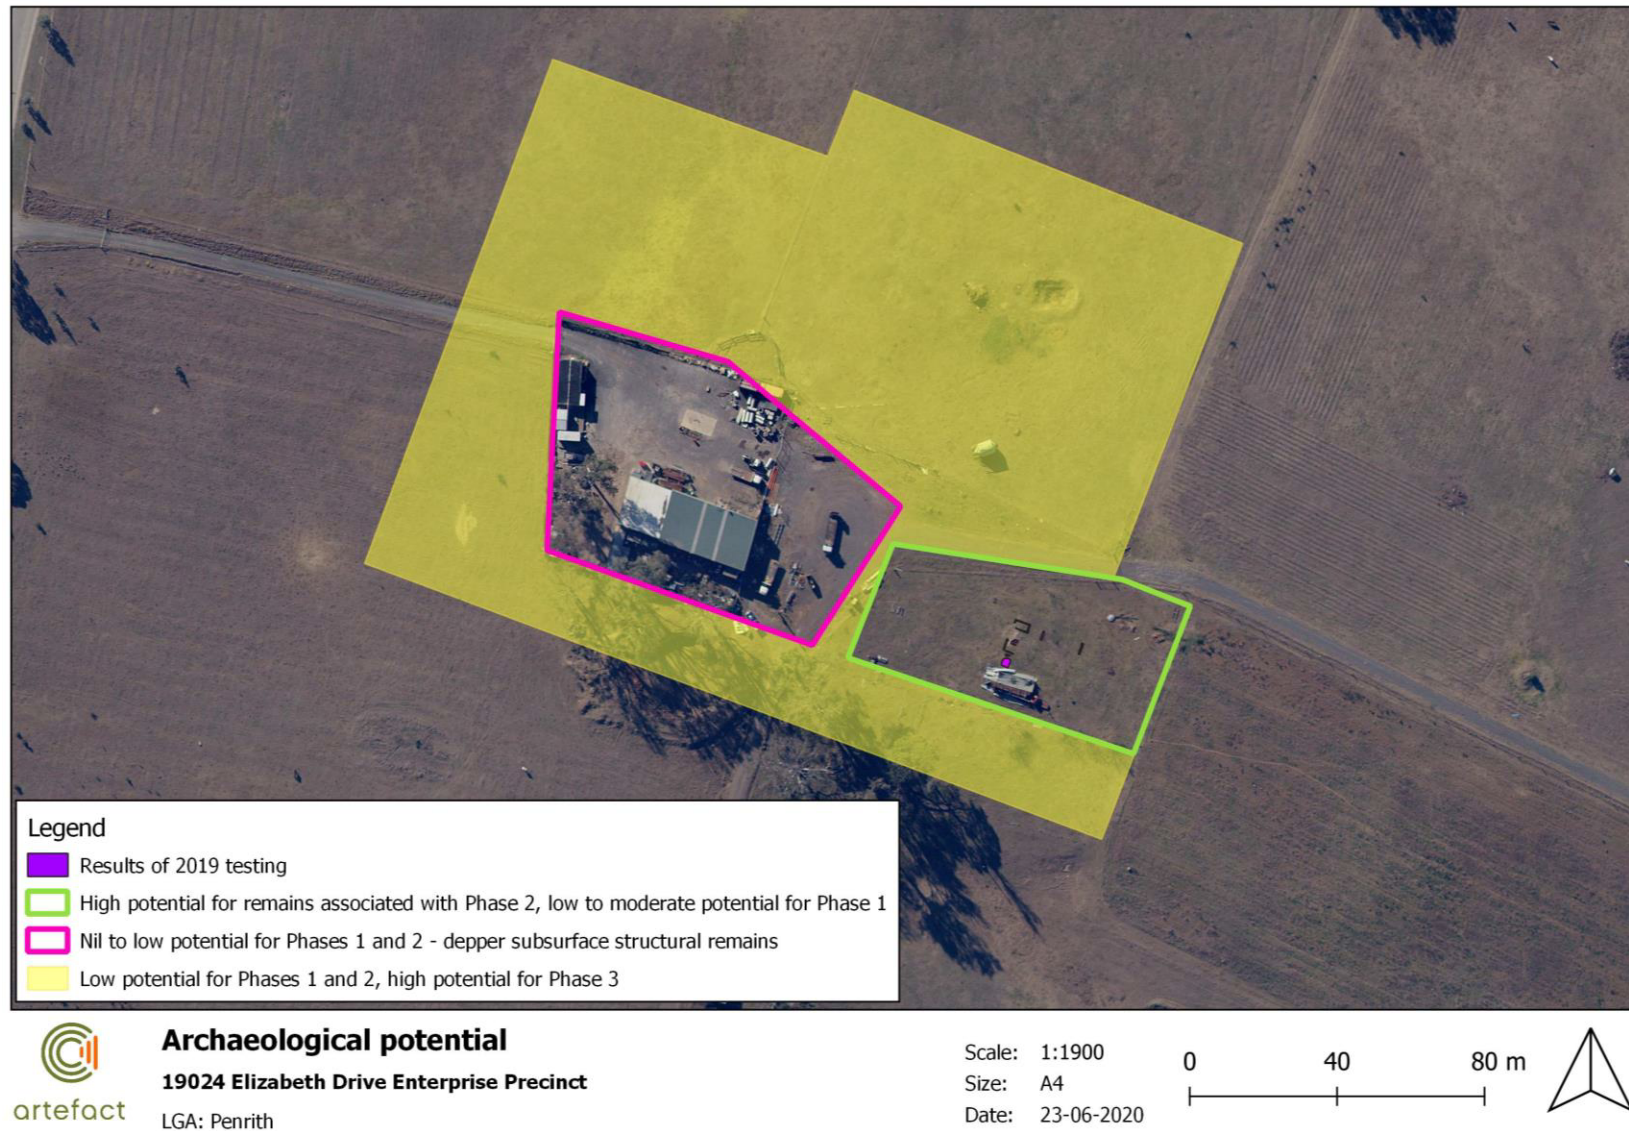 Legend
Results of 2019 testing
High potential for remains associated with Phase 2, low to moderate potential for Phase 1
Nil to low potential for Phases 1 and 2 - depper subsurface structural remains
Low potential for Phases 1 and 2, high potential for Phase 3
artefact
Archaeological potential
19024 Elizabeth Drive Enterprise Precinct
LGA: Penrith
Scale: 1:1900
Size: A4
Date: 23-06-2020
0 40 80 m